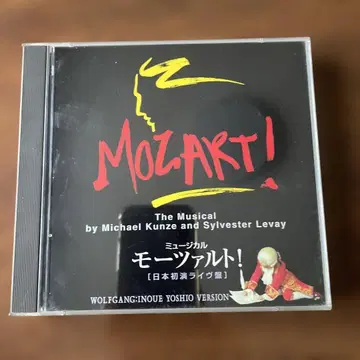 MOZART!
The Musical
by Michael Kunze and Sylvester Levay
ミュージカル
モーツァルト!
[日本初演ライヴ盤]
WOLFGANG:INOUE YOSHIO VERSION